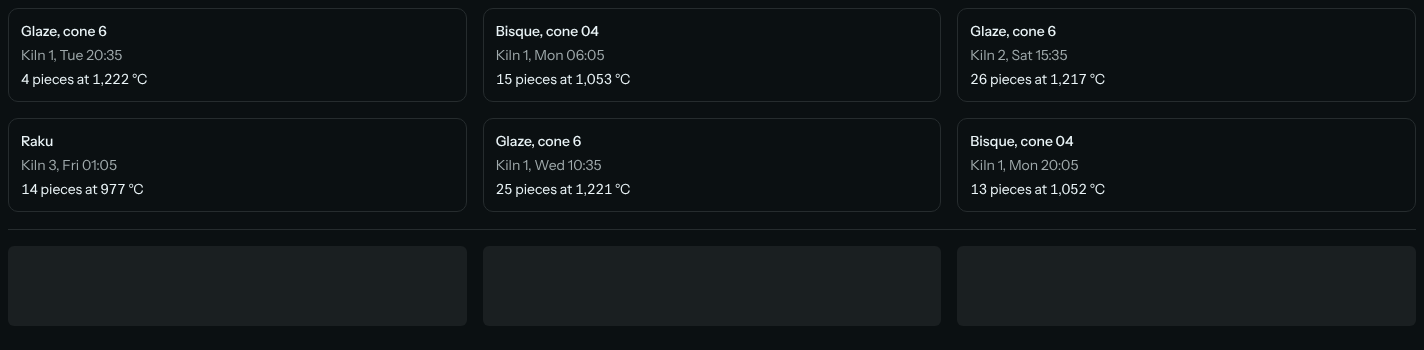 Glaze, cone 6
Kiln 1, Tue 20:35
4 pieces at 1,222 °C
Bisque, cone 04
Kiln 1, Mon 06:05
15 pieces at 1,053 °C
Glaze, cone 6
Kiln 2, Sat 15:35
26 pieces at 1,217 °C
Raku
Kiln 3, Fri 01:05
14 pieces at 977 °C
Glaze, cone 6
Kiln 1, Wed 10:35
25 pieces at 1,221 °C
Bisque, cone 04
Kiln 1, Mon 20:05
13 pieces at 1,052 °C